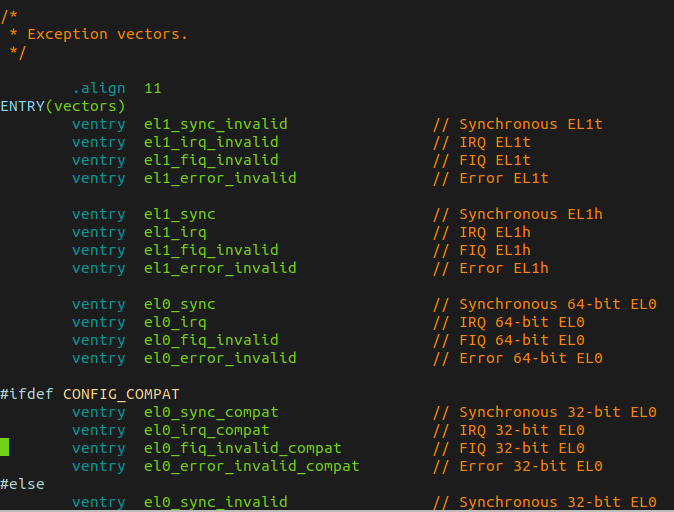 /*
 * Exception vectors.
 */
        .align  11
ENTRY(vectors)
        ventry  el1_sync_invalid                // Synchronous EL1t
        ventry  el1_irq_invalid                 // IRQ EL1t
        ventry  el1_fiq_invalid                 // FIQ EL1t
        ventry  el1_error_invalid               // Error EL1t
        ventry  el1_sync                        // Synchronous EL1h
        ventry  el1_irq                         // IRQ EL1h
        ventry  el1_fiq_invalid                 // FIQ EL1h
        ventry  el1_error_invalid               // Error EL1h
        ventry  el0_sync                        // Synchronous 64-bit EL0
        ventry  el0_irq                         // IRQ 64-bit EL0
        ventry  el0_fiq_invalid                 // FIQ 64-bit EL0
        ventry  el0_error_invalid               // Error 64-bit EL0
#ifdef CONFIG_COMPAT
        ventry  el0_sync_compat                 // Synchronous 32-bit EL0
        ventry  el0_irq_compat                  // IRQ 32-bit EL0
        ventry  el0_fiq_invalid_compat          // FIQ 32-bit EL0
        ventry  el0_error_invalid_compat        // Error 32-bit EL0
#else
        ventry  el0_sync_invalid                // Synchronous 32-bit EL0